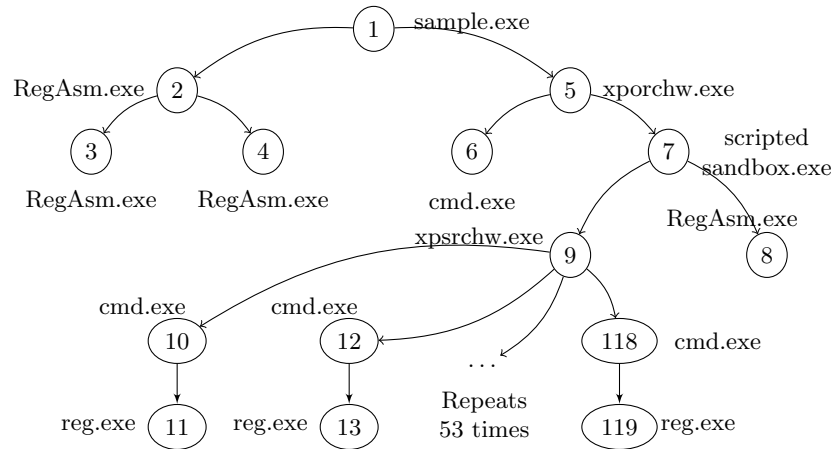 1 sample.exe
RegAsm.exe 2 5 xporchw.exe
3 4 6 7 scripted
sandbox.exe
RegAsm.exe RegAsm.exe cmd.exe RegAsm.exe
xpsrchw.exe 9 8
cmd.exe cmd.exe
10 12 118 cmd.exe
...
Repeats
reg.exe 11 reg.exe 13 53 times 119 reg.exe